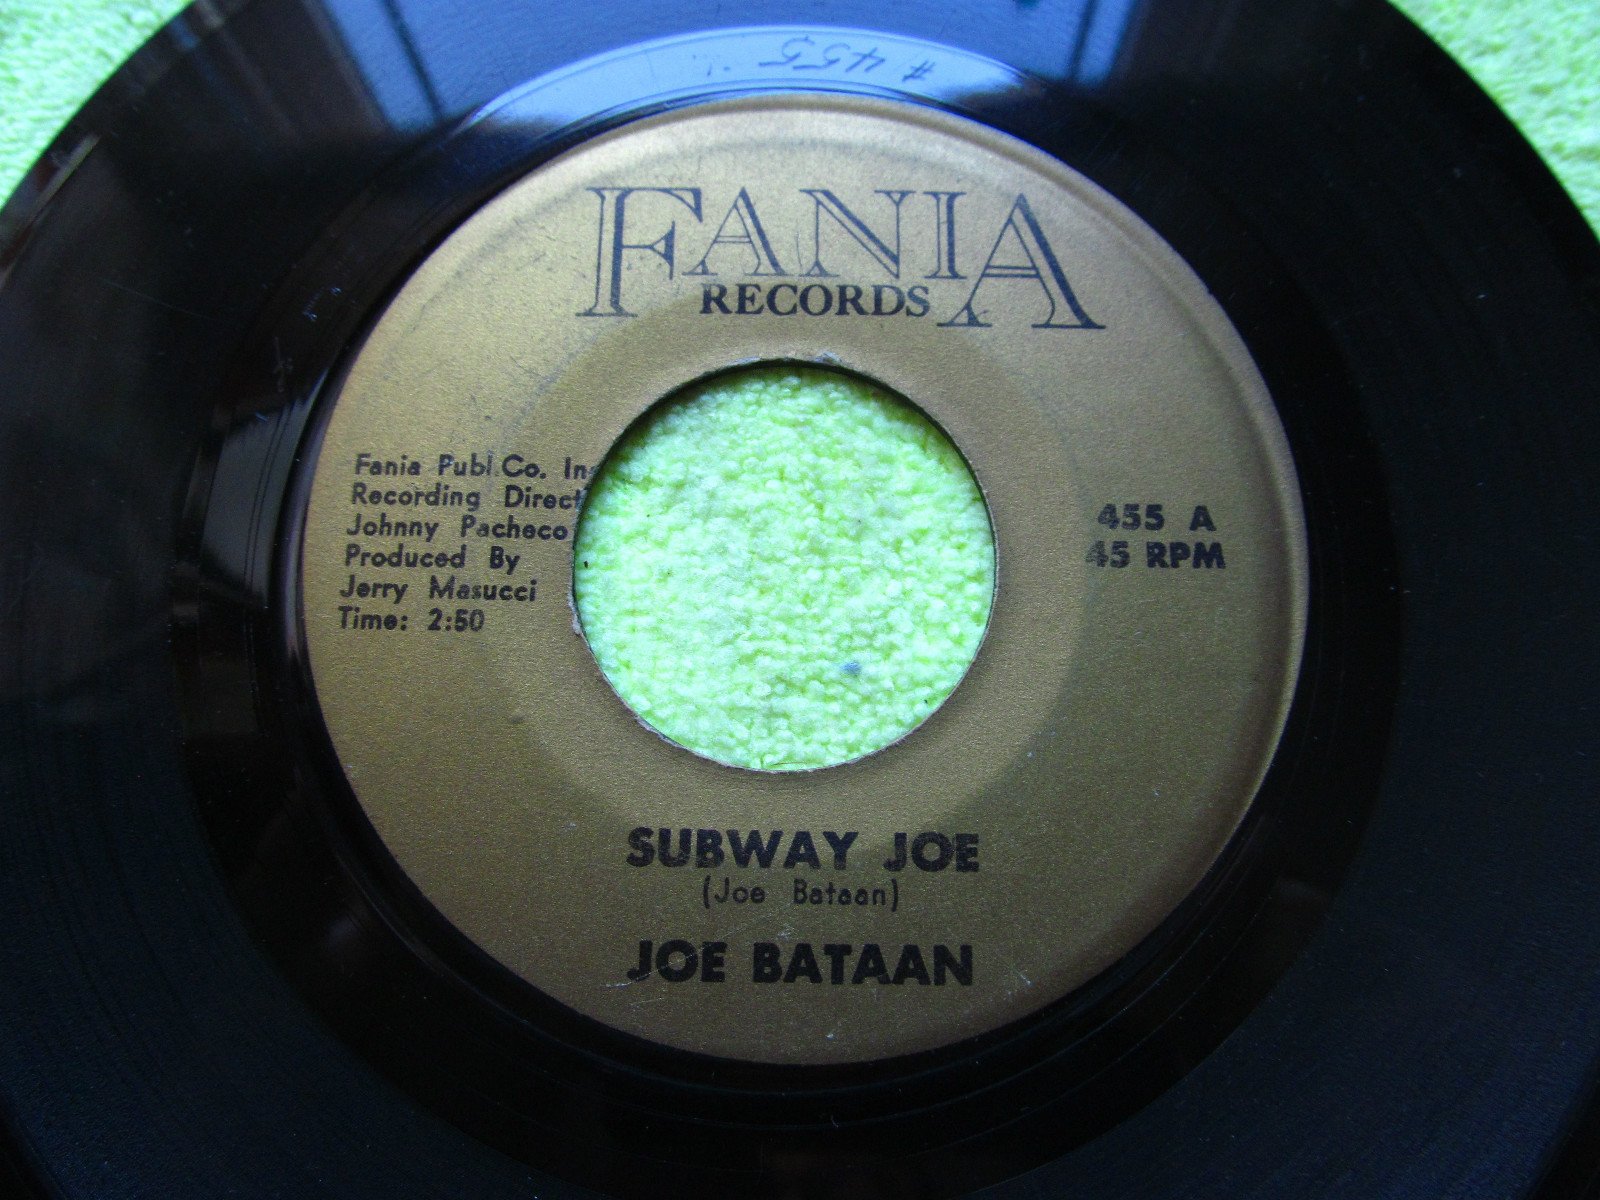 # 455
FANIA
RECORDS
Fania Publ. Co. In
Recording Direct
Johnny Pacheco
Produced By
Jerry Masucci
Time: 2:50
455 A
45 RPM
SUBWAY JOE
(Joe Bataan)
JOE BATAAN